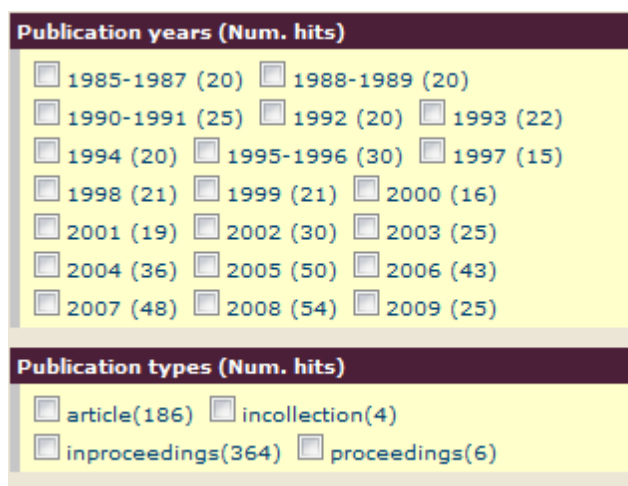 Publication years (Num. hits)
1985-1987 (20) 1988-1989 (20)
1990-1991 (25) 1992 (20) 1993 (22)
1994 (20) 1995-1996 (30) 1997 (15)
1998 (21) 1999 (21) 2000 (16)
2001 (19) 2002 (30) 2003 (25)
2004 (36) 2005 (50) 2006 (43)
2007 (48) 2008 (54) 2009 (25)
Publication types (Num. hits)
article(186) incollection(4)
inproceedings(364) proceedings(6)